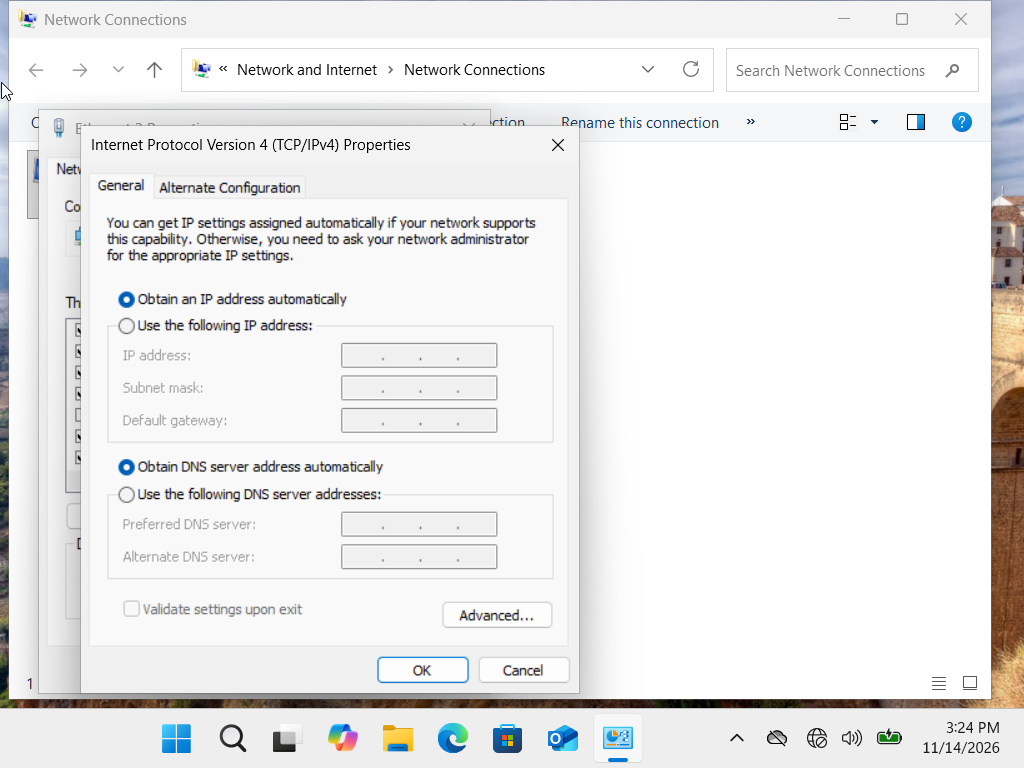 Network Connections
« Network and Internet › Network Connections
Search Network Connections
Rename this connection »
Internet Protocol Version 4 (TCP/IPv4) Properties
General
Alternate Configuration
You can get IP settings assigned automatically if your network supports
this capability. Otherwise, you need to ask your network administrator
for the appropriate IP settings.
Obtain an IP address automatically
Use the following IP address:
IP address:
Subnet mask:
Default gateway:
Obtain DNS server address automatically
Use the following DNS server addresses:
Preferred DNS server:
Alternate DNS server:
Validate settings upon exit
Advanced...
OK
Cancel
1
3:24 PM
11/14/2026